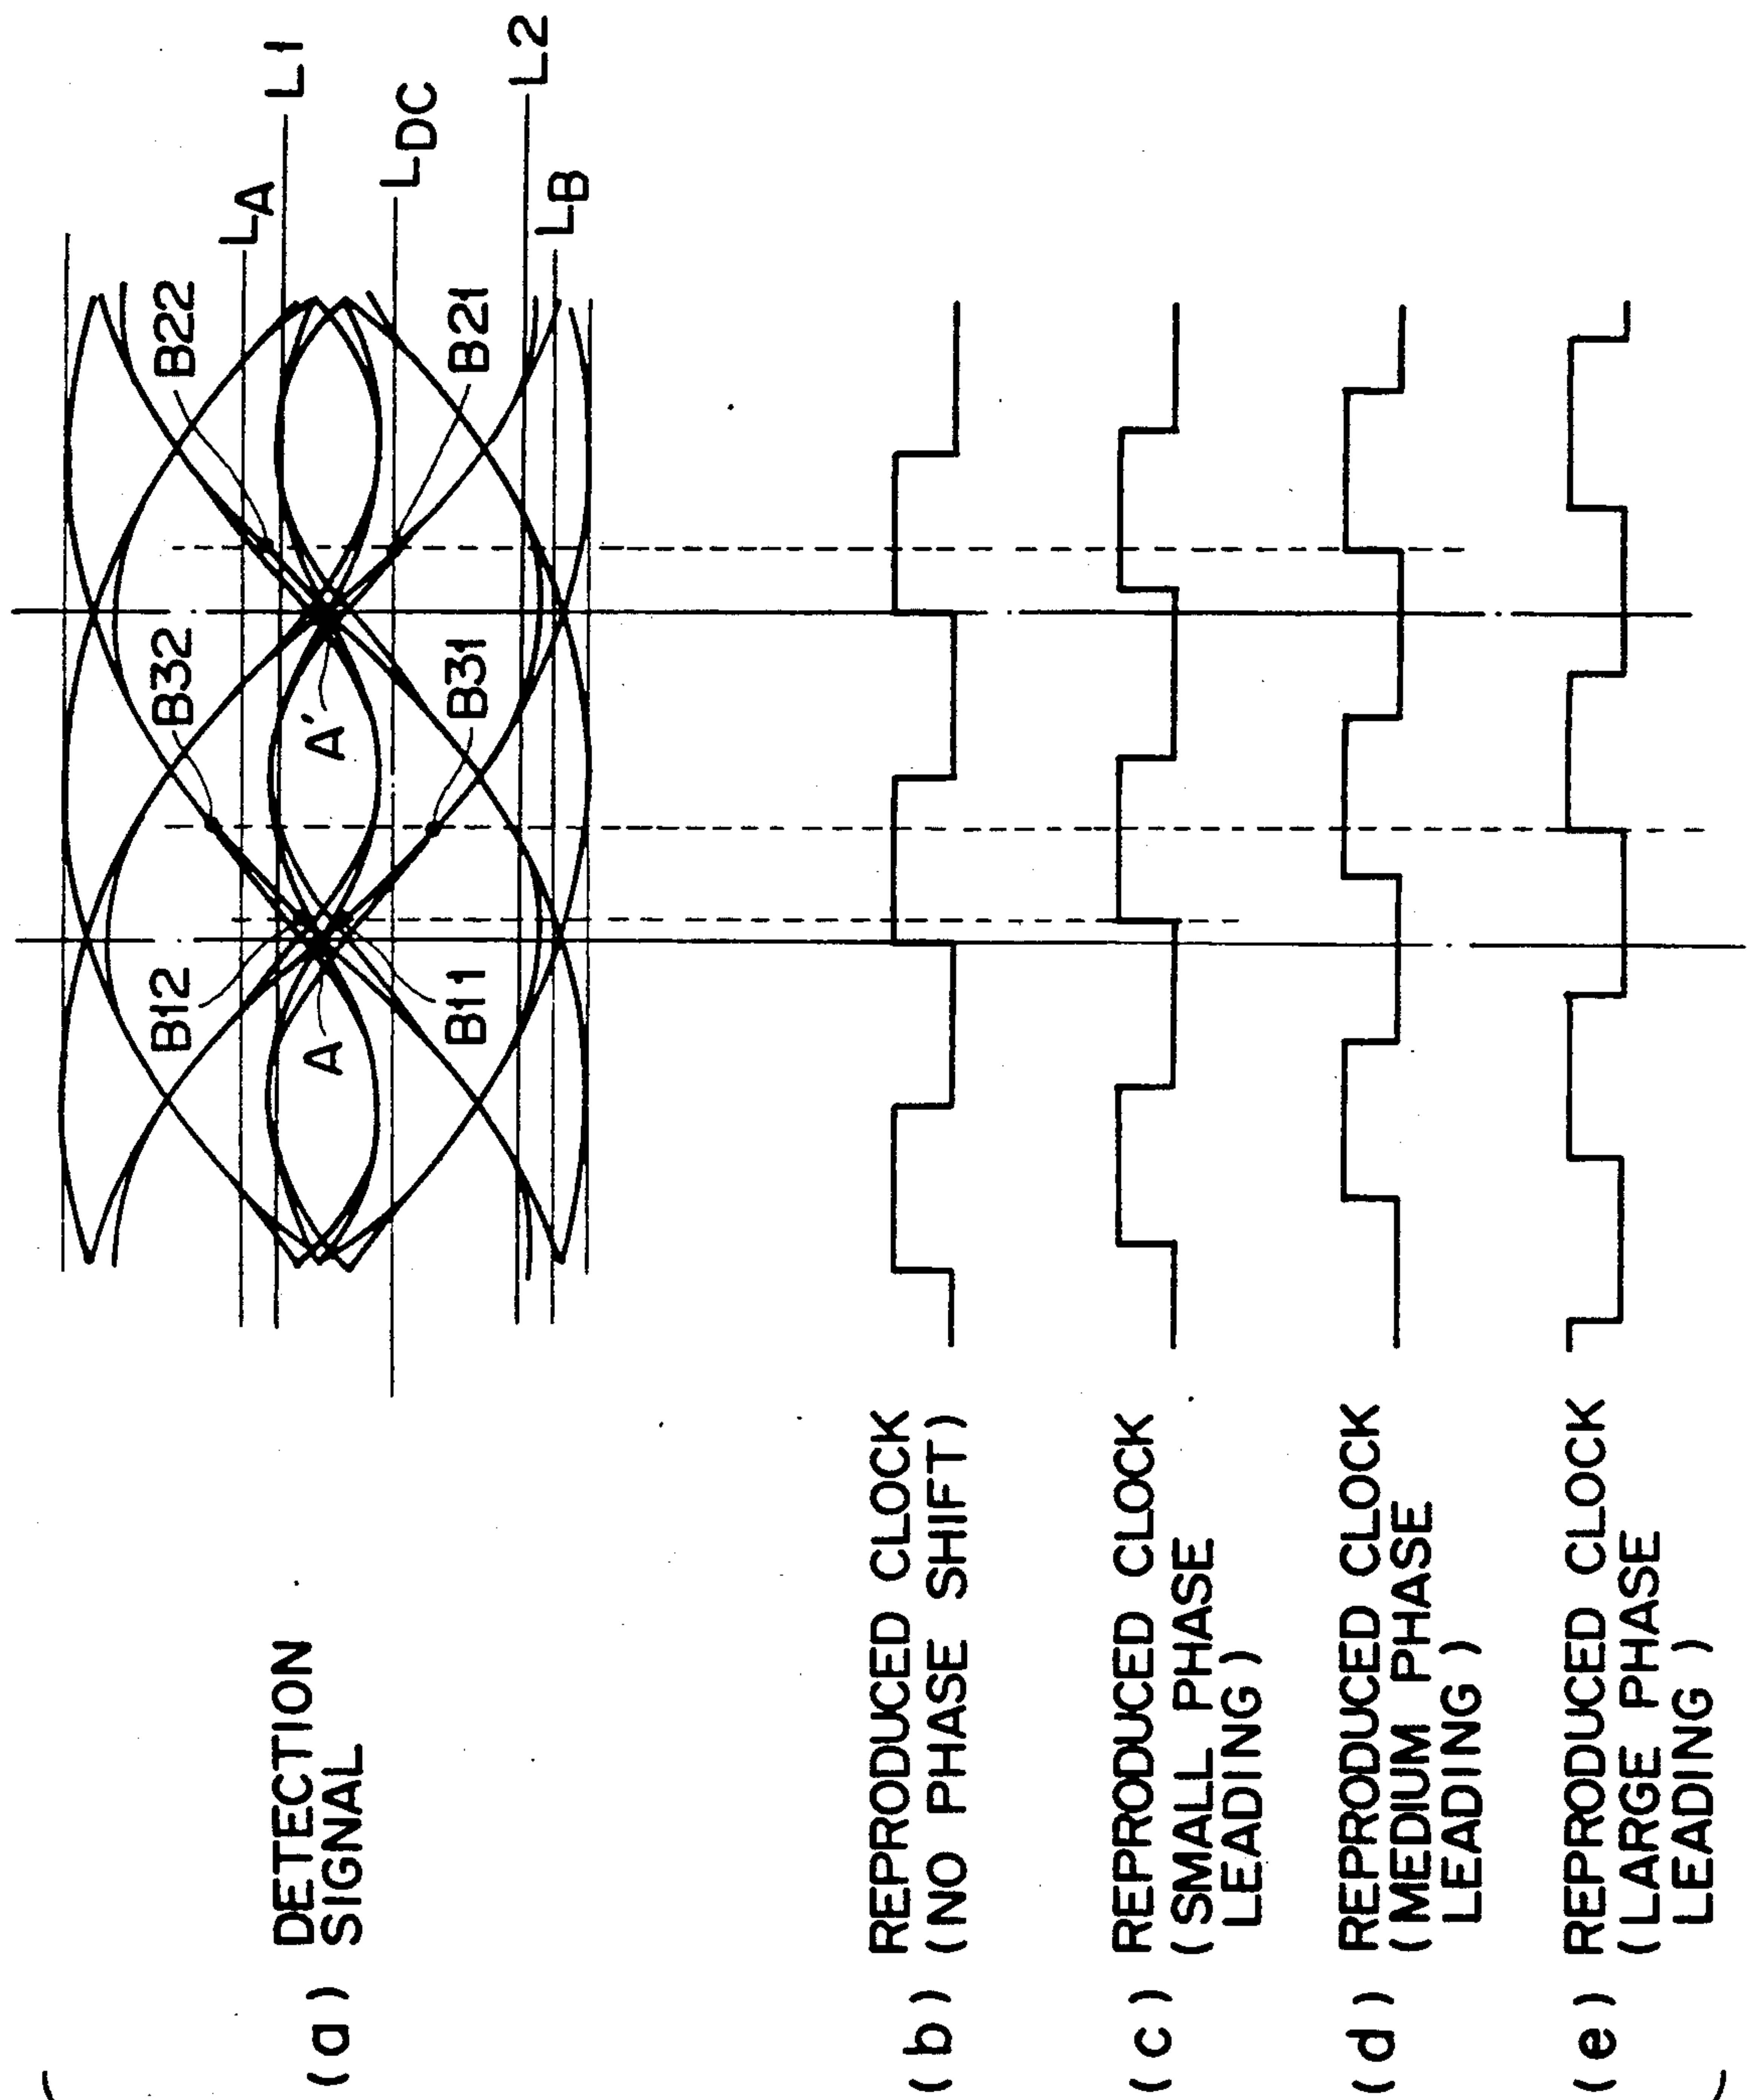 (a) DETECTION
SIGNAL
LA
L1
LDC
L2
LB
B12
B32
B22
A
A'
B11
B31
B21
(b) REPRODUCED CLOCK
(NO PHASE SHIFT)
(c) REPRODUCED CLOCK
(SMALL PHASE
LEADING)
(d) REPRODUCED CLOCK
(MEDIUM PHASE
LEADING)
(e) REPRODUCED CLOCK
(LARGE PHASE
LEADING)